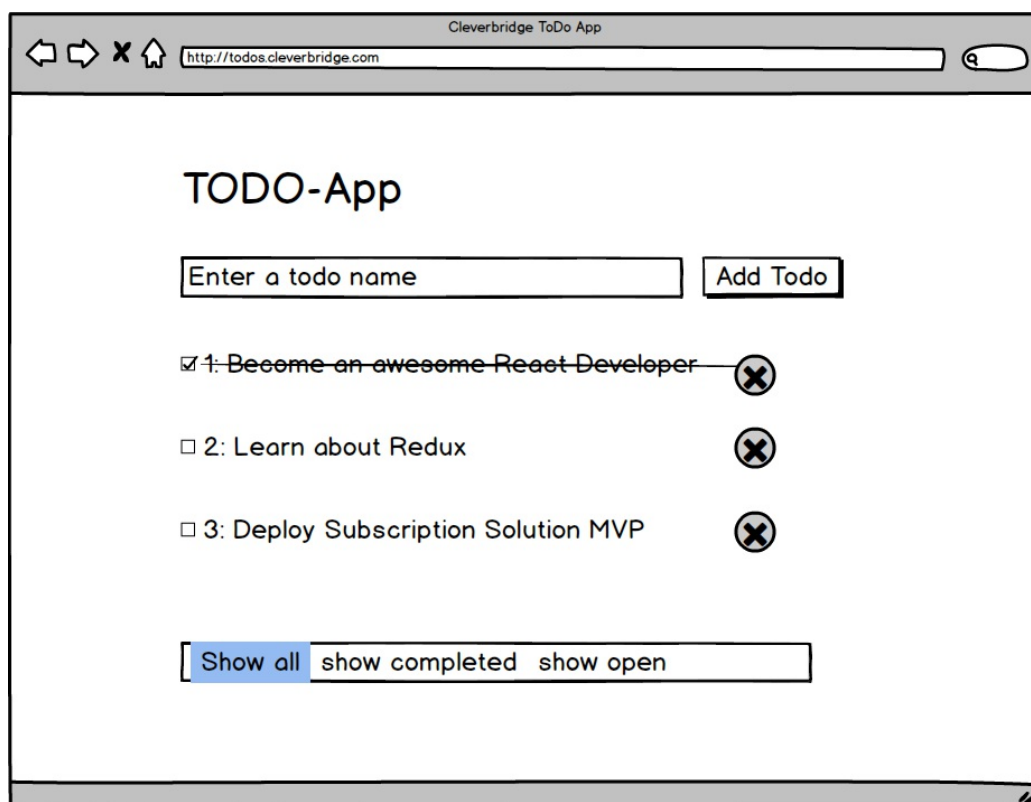 Cleverbridge ToDo App
http://todos.cleverbridge.com
TODO-App
Enter a todo name Add Todo
1: Become an awesome React Developer
2: Learn about Redux
3: Deploy Subscription Solution MVP
Show all show completed show open